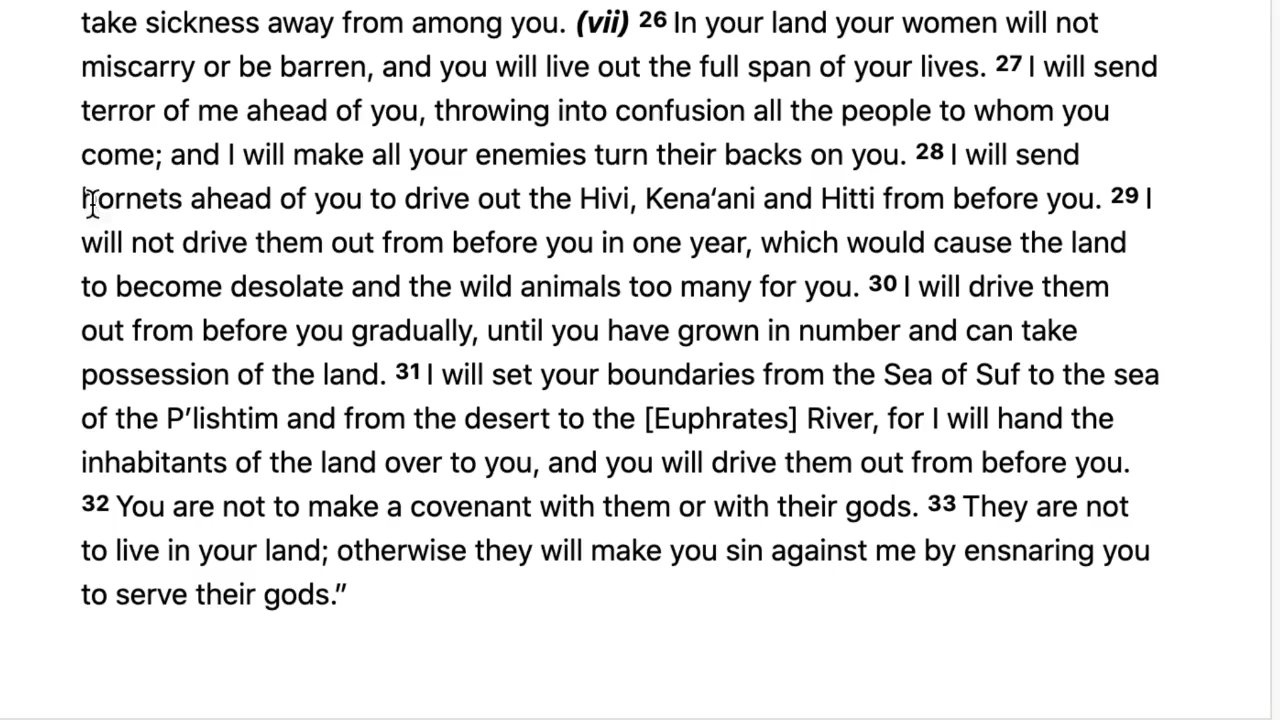 take sickness away from among you. (vii) 26 In your land your women will not
miscarry or be barren, and you will live out the full span of your lives. 27 I will send
terror of me ahead of you, throwing into confusion all the people to whom you
come; and I will make all your enemies turn their backs on you. 28 I will send
hornets ahead of you to drive out the Hivi, Kena‘ani and Hitti from before you. 29 I
will not drive them out from before you in one year, which would cause the land
to become desolate and the wild animals too many for you. 30 I will drive them
out from before you gradually, until you have grown in number and can take
possession of the land. 31 I will set your boundaries from the Sea of Suf to the sea
of the P’lishtim and from the desert to the [Euphrates] River, for I will hand the
inhabitants of the land over to you, and you will drive them out from before you.
32 You are not to make a covenant with them or with their gods. 33 They are not
to live in your land; otherwise they will make you sin against me by ensnaring you
to serve their gods.”